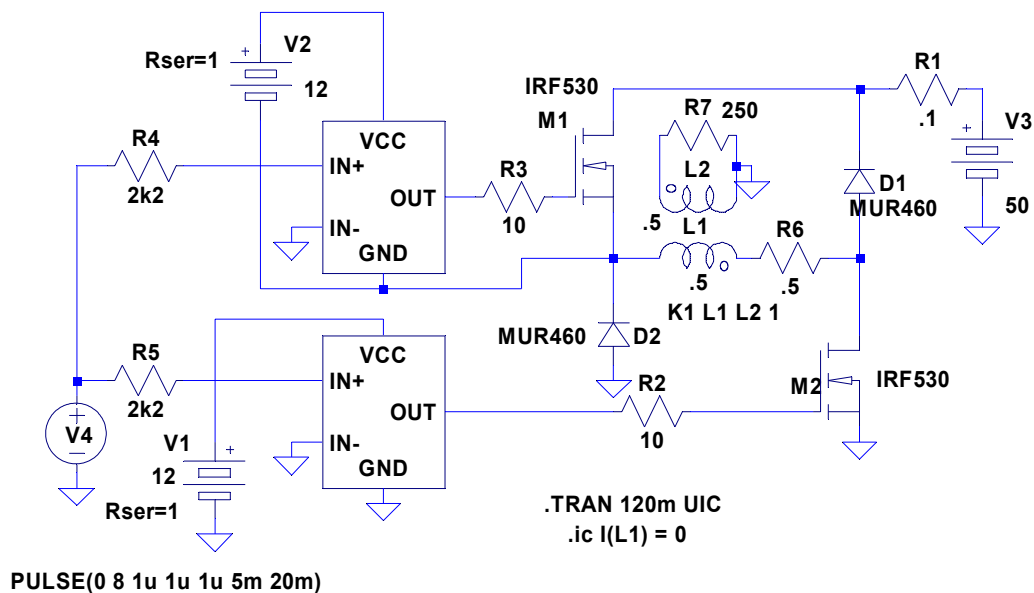 V2
Rser=1
12
IRF530
M1
R7
250
R1
.1
V3
50
R4
2k2
VCC
IN+
OUT
IN-
GND
R3
10
L2
.5
L1
.5
R6
.5
K1 L1 L2 1
D1
MUR460
MUR460
D2
R5
2k2
VCC
IN+
OUT
IN-
GND
R2
10
M2
IRF530
V4
V1
12
Rser=1
.TRAN 120m UIC
.ic I(L1) = 0
PULSE(0 8 1u 1u 1u 5m 20m)